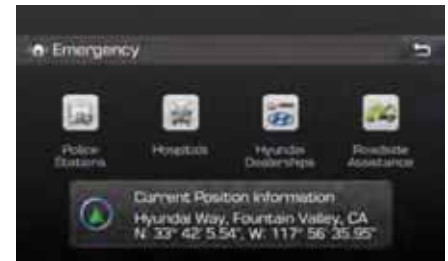 Emergency
Police
Stations
Hospitals
Hyundai
Dealerships
Roadside
Assistance
Current Position Information
Hyundai Way, Fountain Valley, CA
N: 33° 42' 5.54", W: 117° 56' 35.95"